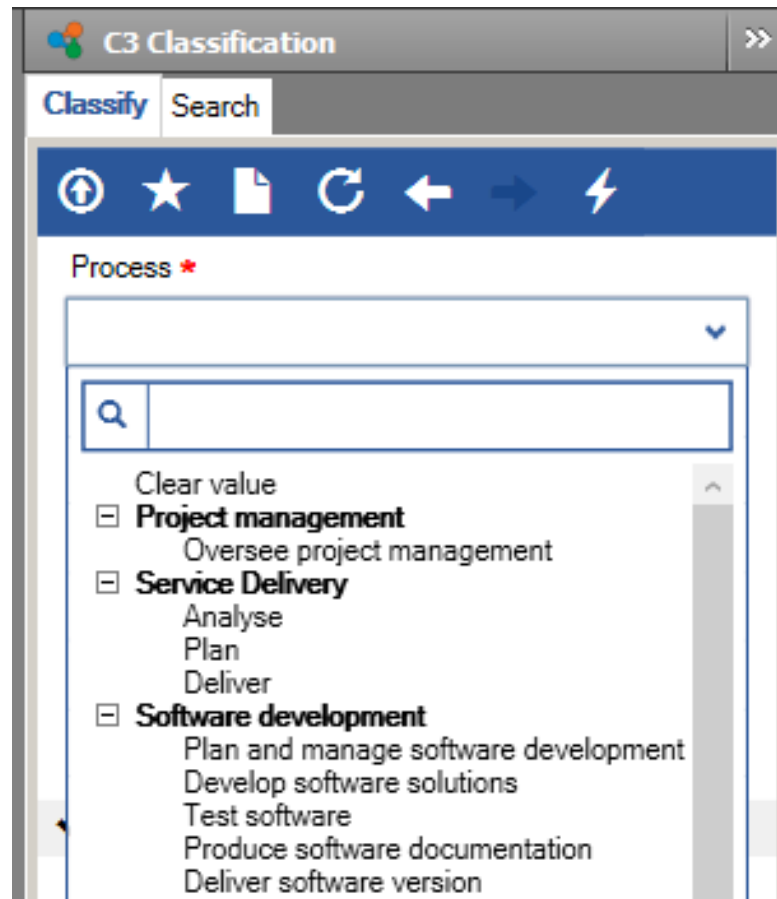 C3 Classification
Classify Search
Process *
Clear value
Project management
Oversee project management
Service Delivery
Analyse
Plan
Deliver
Software development
Plan and manage software development
Develop software solutions
Test software
Produce software documentation
Deliver software version